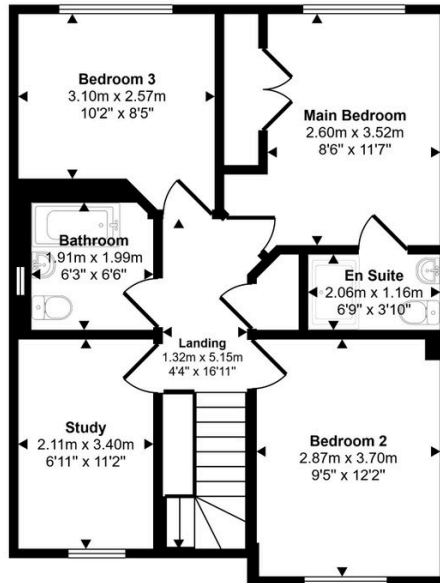 Bedroom 3
3.10m x 2.57m
10'2" x 8'5"
Main Bedroom
2.60m x 3.52m
8'6" x 11'7"
Bathroom
1.91m x 1.99m
6'3" x 6'6"
En Suite
2.06m x 1.16m
6'9" x 3'10"
Landing
1.32m x 5.15m
4'4" x 16'11"
Study
2.11m x 3.40m
6'11" x 11'2"
Bedroom 2
2.87m x 3.70m
9'5" x 12'2"